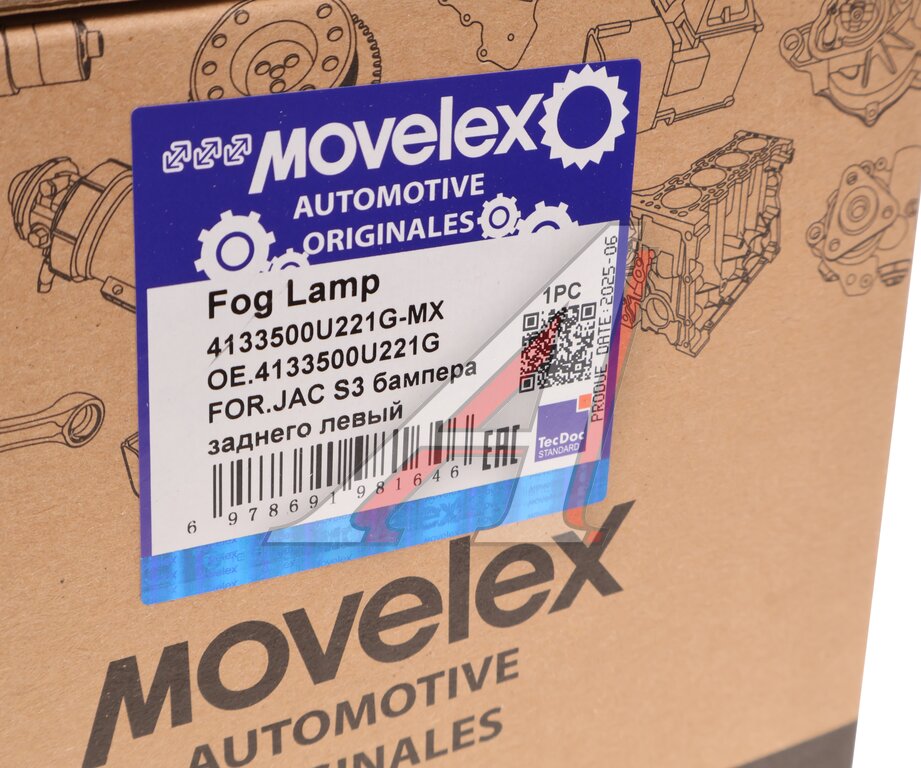 MOVELEX
AUTOMOTIVE
ORIGINALES
Fog Lamp
4133500U221G-MX
OE.4133500U221G
FOR.JAC S3 бампера
заднего левый
1PC
PRODUE DATE:2025-06
TecDoc
STANDARD
EAC
6 978691 981646
MOVELEX
AUTOMOTIVE
ORIGINALES